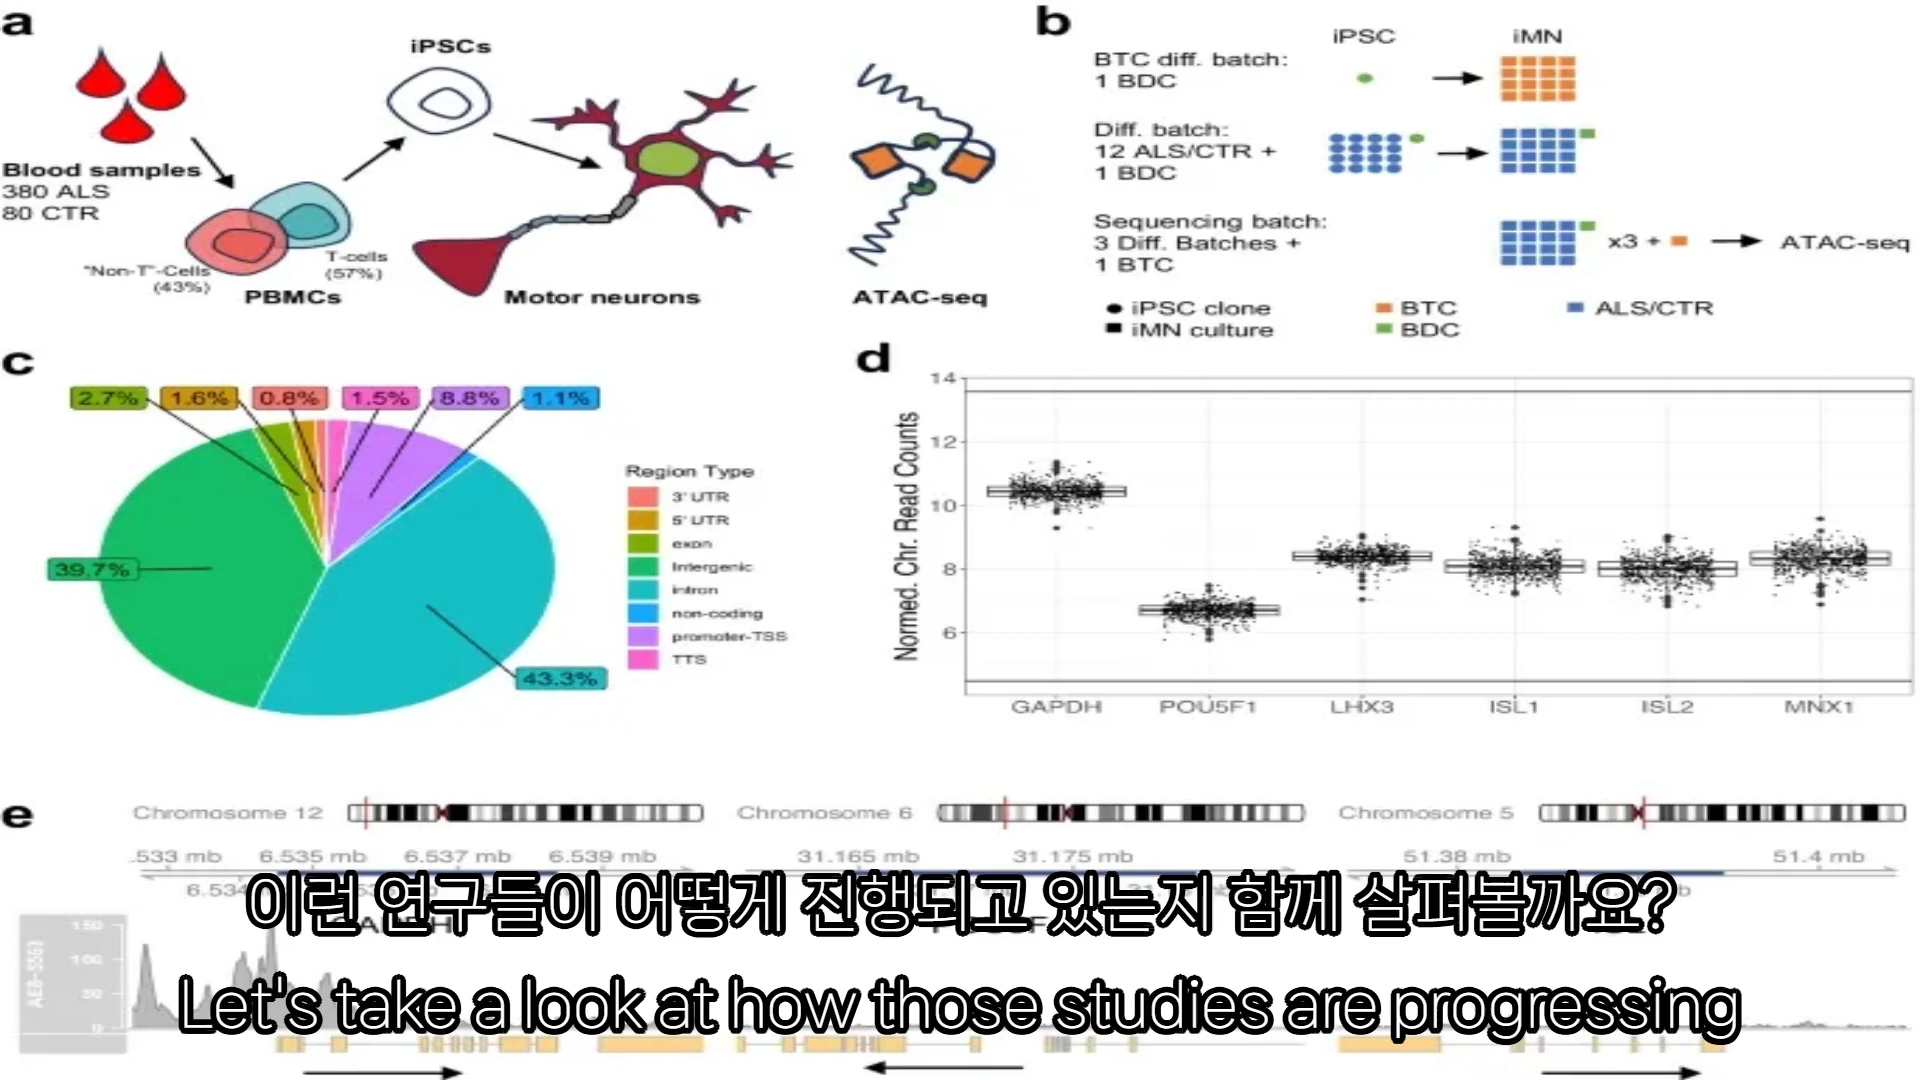 a
iPSCs
Blood samples
380 ALS
80 CTR
"Non-T"-Cells
(43%)
T-cells
(57%)
PBMCs
Motor neurons
ATAC-seq
b
iPSC
iMN
BTC diff. batch:
1 BDC
Diff. batch:
12 ALS/CTR +
1 BDC
Sequencing batch:
3 Diff. Batches +
1 BTC
x3 +
ATAC-seq
iPSC clone
BTC
ALS/CTR
iMN culture
BDC
c
2.7%
1.6%
0.8%
1.5%
8.8%
1.1%
39.7%
43.3%
Region Type
3' UTR
5' UTR
exon
Intergenic
intron
non-coding
promoter-TSS
TTS
d
Normed. Chr. Read Counts
14
12
10
8
6
GAPDH
POU5F1
LHX3
ISL1
ISL2
MNX1
e
Chromosome 12
Chromosome 6
Chromosome 5
.533 mb
6.535 mb
6.537 mb
6.539 mb
31.165 mb
31.175 mb
51.38 mb
51.4 mb
6.534
GAPDH
150
100
50
0
이런 연구들이 어떻게 진행되고 있는지 함께 살펴볼까요?
Let's take a look at how those studies are progressing